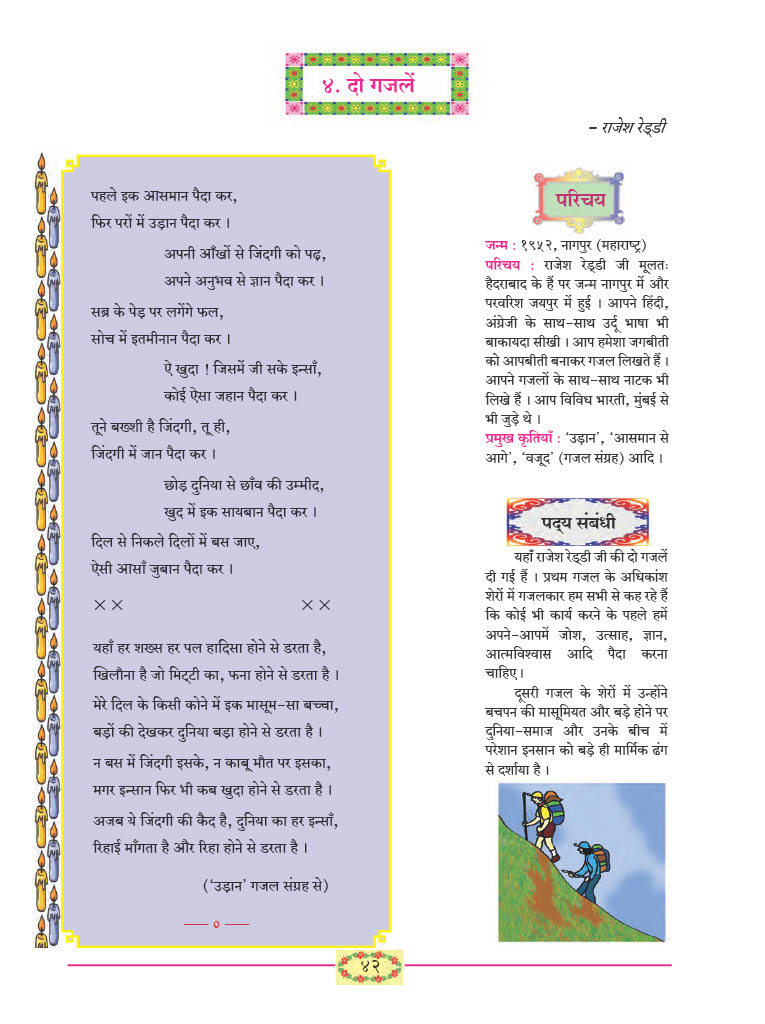 ४. दो गजलें
– राजेश रेड्डी
पहले इक आसमान पैदा कर,
फिर परों में उड़ान पैदा कर ।
अपनी आँखों से जिंदगी को पढ़,
अपने अनुभव से ज्ञान पैदा कर ।
सब्र के पेड़ पर लगेंगे फल,
सोच में इतमीनान पैदा कर ।
ऐ खुदा ! जिसमें जी सके इन्साँ,
कोई ऐसा जहान पैदा कर ।
तूने बख्शी है जिंदगी, तू ही,
जिंदगी में जान पैदा कर ।
छोड़ दुनिया से छाँव की उम्मीद,
खुद में इक सायबान पैदा कर ।
दिल से निकले दिलों में बस जाए,
ऐसी आसाँ जुबान पैदा कर ।
×× ××
यहाँ हर शख्स हर पल हादिसा होने से डरता है,
खिलौना है जो मिट्टी का, फना होने से डरता है ।
मेरे दिल के किसी कोने में इक मासूम-सा बच्चा,
बड़ों की देखकर दुनिया बड़ा होने से डरता है ।
न बस में जिंदगी इसके, न काबू मौत पर इसका,
मगर इन्सान फिर भी कब खुदा होने से डरता है ।
अजब ये जिंदगी की कैद है, दुनिया का हर इन्साँ,
रिहाई माँगता है और रिहा होने से डरता है ।
(‘उड़ान’ गजल संग्रह से)
—— ० ——
परिचय
जन्म : १९५२, नागपुर (महाराष्ट्र)
परिचय : राजेश रेड्डी जी मूलतः
हैदराबाद के हैं पर जन्म नागपुर में और
परवरिश जयपुर में हुई । आपने हिंदी,
अंग्रेजी के साथ-साथ उर्दू भाषा भी
बाकायदा सीखी । आप हमेशा जगबीती
को आपबीती बनाकर गजल लिखते हैं ।
आपने गजलों के साथ-साथ नाटक भी
लिखे हैं । आप विविध भारती, मुंबई से
भी जुड़े थे ।
प्रमुख कृतियाँ : ‘उड़ान’, ‘आसमान से
आगे’, ‘वजूद’ (गजल संग्रह) आदि ।
पद्य संबंधी
यहाँ राजेश रेड्डी जी की दो गजलें
दी गई हैं । प्रथम गजल के अधिकांश
शेरों में गजलकार हम सभी से कह रहे हैं
कि कोई भी कार्य करने के पहले हमें
अपने-आपमें जोश, उत्साह, ज्ञान,
आत्मविश्वास आदि पैदा करना
चाहिए।
दूसरी गजल के शेरों में उन्होंने
बचपन की मासूमियत और बड़े होने पर
दुनिया-समाज और उनके बीच में
परेशान इनसान को बड़े ही मार्मिक ढंग
से दर्शाया है ।
४२